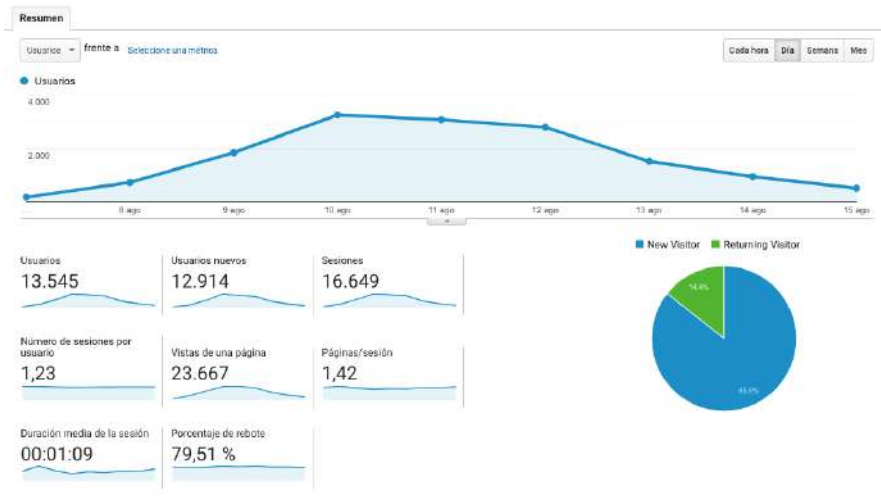 Resumen
Usuarios frente a Seleccione una métrica
Cada hora Día Semana Mes
Usuarios
4.000
2.000
8 ago 9 ago 10 ago 11 ago 12 ago 13 ago 14 ago 15 ago
New Visitor Returning Visitor
Usuarios Usuarios nuevos Sesiones
13.545 12.914 16.649
14,4%
Número de sesiones por
usuario Vistas de una página Páginas/sesión
1,23 23.667 1,42
Duración media de la sesión Porcentaje de rebote
00:01:09 79,51 %